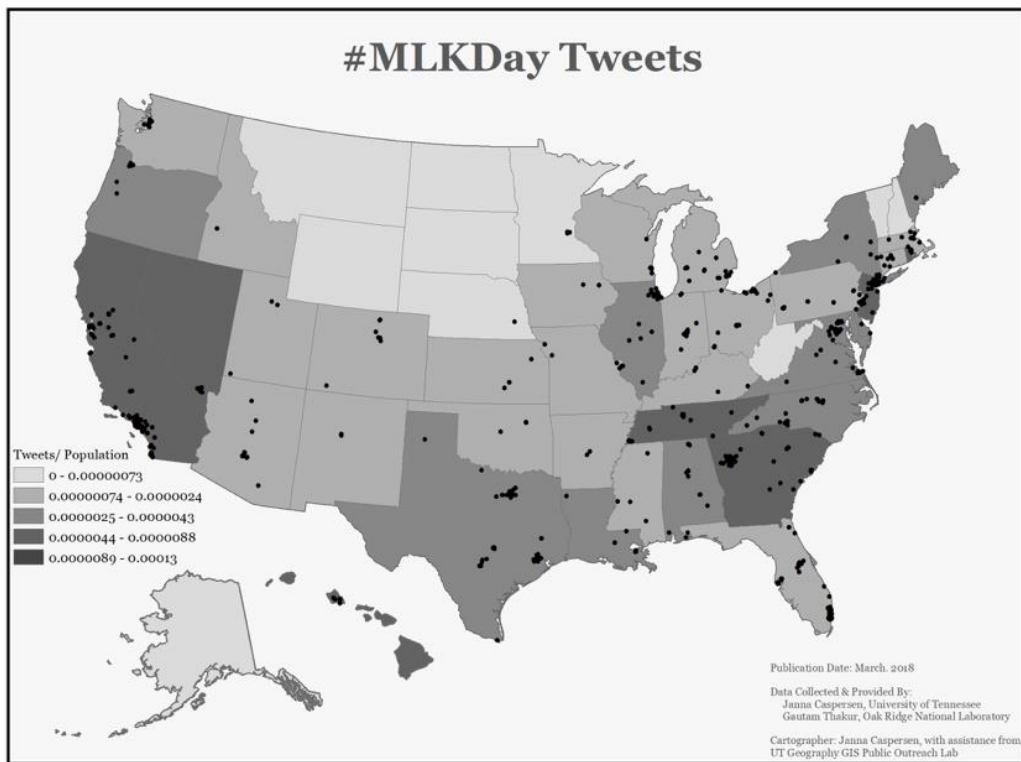 #MLKDay Tweets
Tweets/ Population
0 - 0.00000073
0.00000074 - 0.0000024
0.0000025 - 0.0000043
0.0000044 - 0.0000088
0.0000089 - 0.00013
Publication Date: March. 2018
Data Collected & Provided By:
Janna Caspersen, University of Tennessee
Gautam Thakur, Oak Ridge National Laboratory
Cartographer: Janna Caspersen, with assistance from
UT Geography GIS Public Outreach Lab